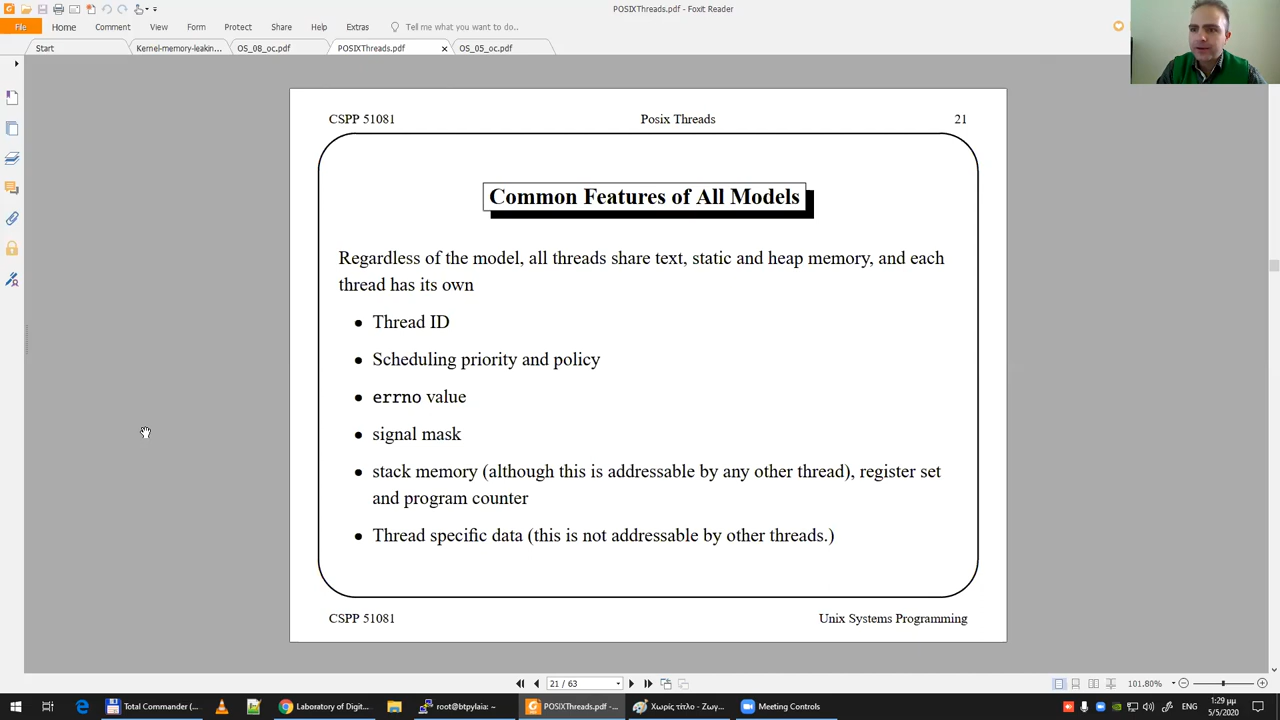 POSIXThreads.pdf - Foxit Reader
File Home Comment View Form Protect Share Help Extras Tell me what you want to do...
Start Kernel-memory-leakin... OS_08_oc.pdf POSIXThreads.pdf OS_05_oc.pdf
CSPP 51081 Posix Threads 21
Common Features of All Models
Regardless of the model, all threads share text, static and heap memory, and each
thread has its own
• Thread ID
• Scheduling priority and policy
• errno value
• signal mask
• stack memory (although this is addressable by any other thread), register set
and program counter
• Thread specific data (this is not addressable by other threads.)
CSPP 51081 Unix Systems Programming
21 / 63 101.80%
Total Commander (... Laboratory of Digit... root@btpylaia: ~ POSIXThreads.pdf -... Χωρίς τίτλο - Ζωγ... Meeting Controls 1:29 μμ
5/5/2020